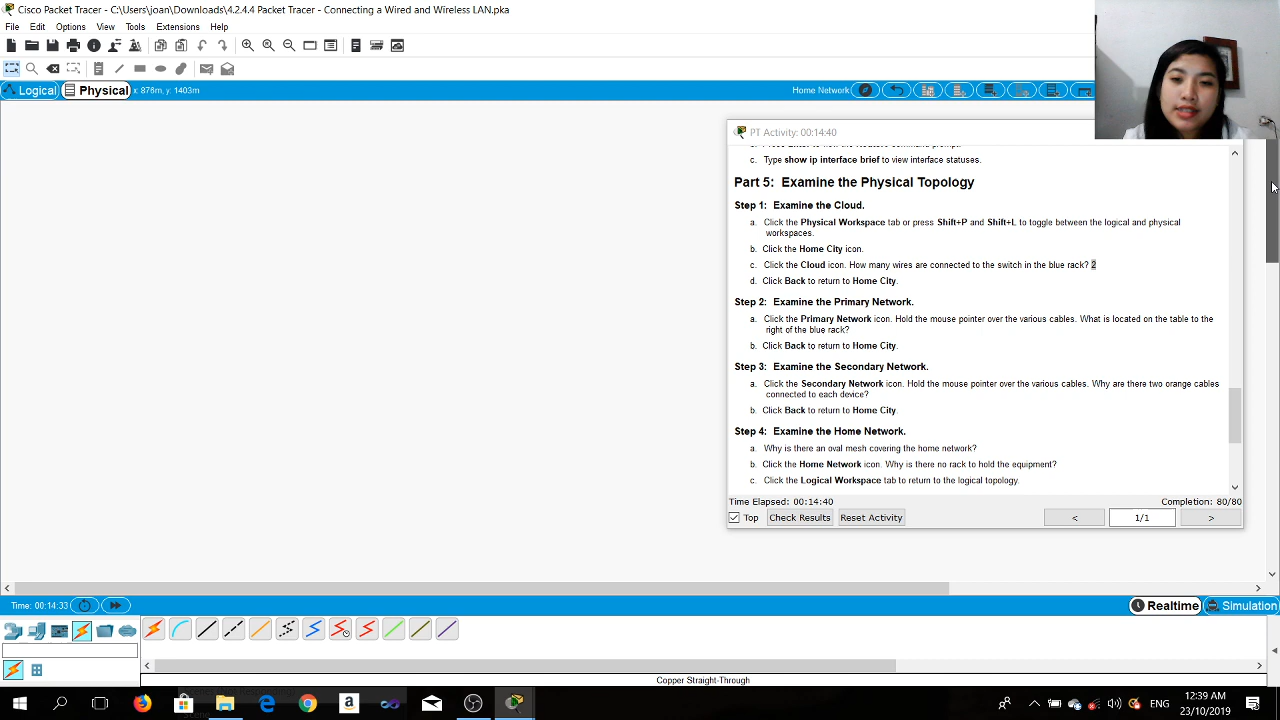 Cisco Packet Tracer - C:\Users\joan\Downloads\4.2.4.4 Packet Tracer - Connecting a Wired and Wireless LAN.pka
File Edit Options View Tools Extensions Help
Logical Physical x: 876m, y: 1403m Home Network
PT Activity: 00:14:40
c. Type show ip interface brief to view interface statuses.
Part 5: Examine the Physical Topology
Step 1: Examine the Cloud.
a. Click the Physical Workspace tab or press Shift+P and Shift+L to toggle between the logical and physical
workspaces.
b. Click the Home City icon.
c. Click the Cloud icon. How many wires are connected to the switch in the blue rack? 2
d. Click Back to return to Home City.
Step 2: Examine the Primary Network.
a. Click the Primary Network icon. Hold the mouse pointer over the various cables. What is located on the table to the
right of the blue rack?
b. Click Back to return to Home City.
Step 3: Examine the Secondary Network.
a. Click the Secondary Network icon. Hold the mouse pointer over the various cables. Why are there two orange cables
connected to each device?
b. Click Back to return to Home City.
Step 4: Examine the Home Network.
a. Why is there an oval mesh covering the home network?
b. Click the Home Network icon. Why is there no rack to hold the equipment?
c. Click the Logical Workspace tab to return to the logical topology.
Time Elapsed: 00:14:40 Completion: 80/80
Top Check Results Reset Activity < 1/1 >
Time: 00:14:33 Realtime Simulation
Copper Straight-Through
ENG 12:39 AM
23/10/2019